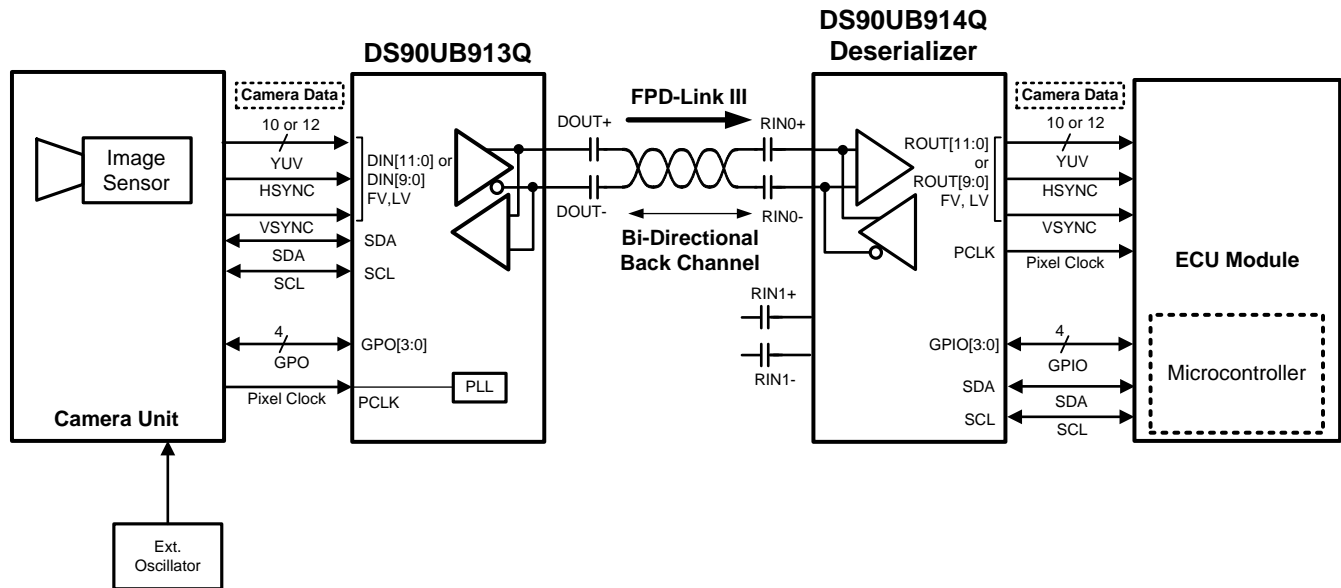 DS90UB913Q
DS90UB914Q
Deserializer
Camera Data
10 or 12
YUV
HSYNC
VSYNC
SDA
SCL
4
GPO
Pixel Clock
Image
Sensor
Camera Unit
Ext.
Oscillator
DIN[11:0] or
DIN[9:0]
FV,LV
SDA
SCL
GPO[3:0]
PCLK
PLL
DOUT+
DOUT-
FPD-Link III
Bi-Directional
Back Channel
RIN0+
RIN0-
RIN1+
RIN1-
ROUT[11:0]
or
ROUT[9:0]
FV, LV
PCLK
GPIO[3:0]
SDA
SCL
Camera Data
10 or 12
YUV
HSYNC
VSYNC
Pixel Clock
4
GPIO
SDA
SCL
ECU Module
Microcontroller